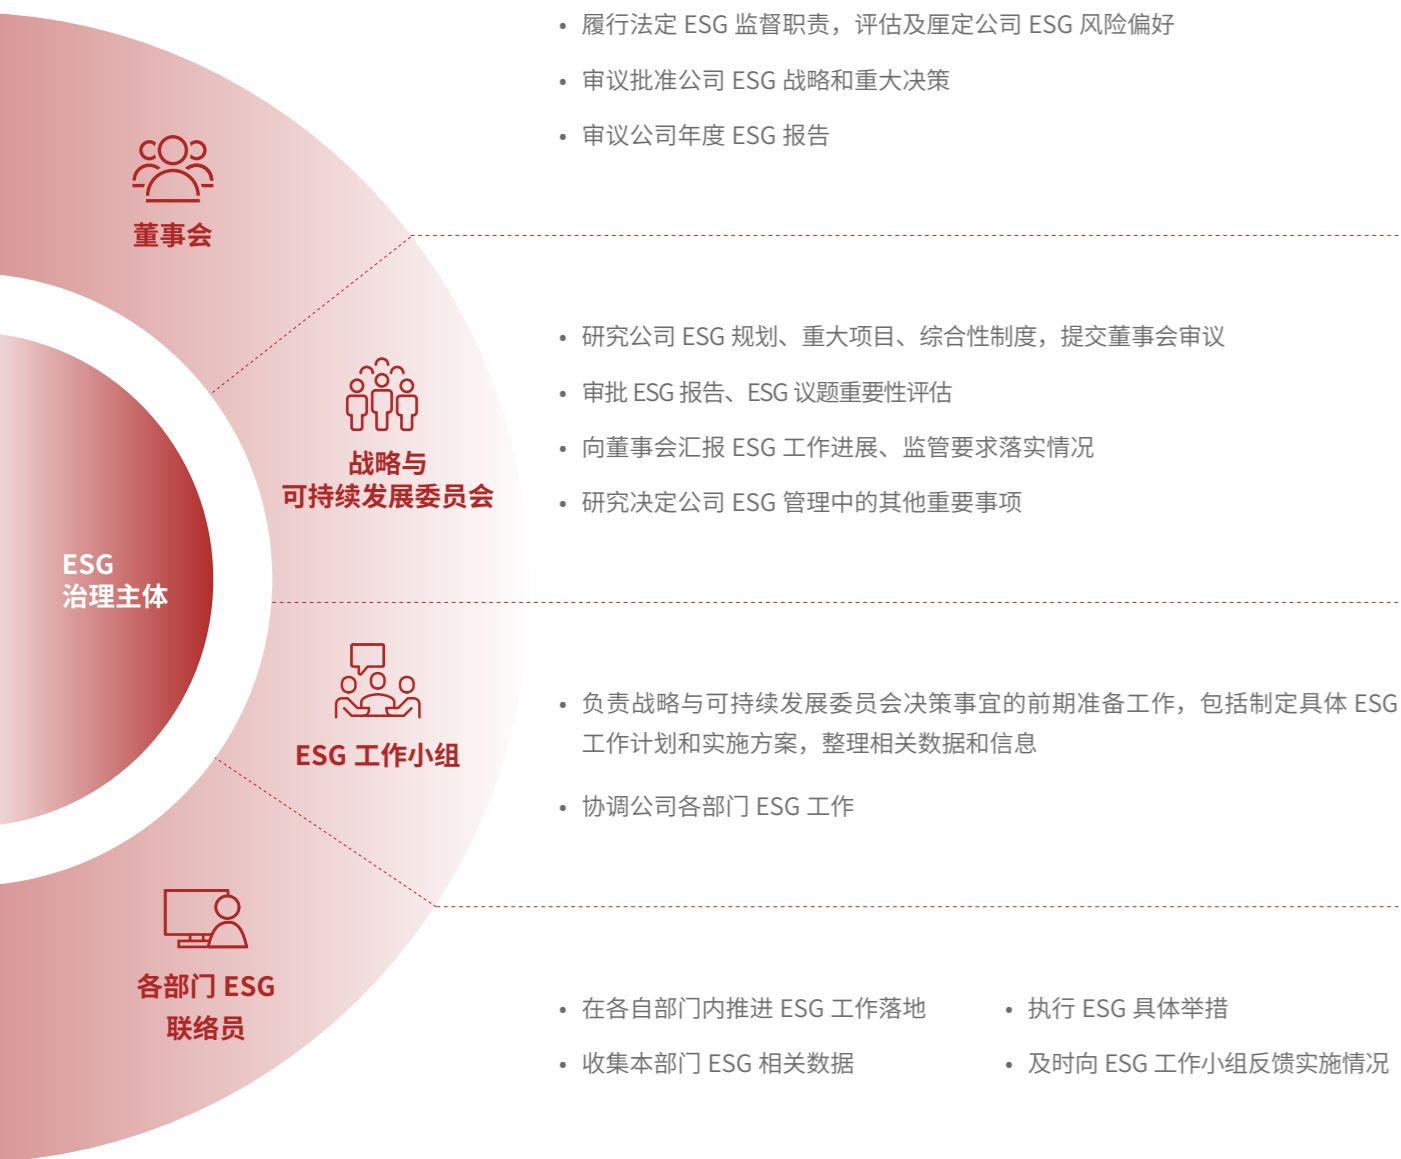 • 履行法定 ESG 监督职责，评估及厘定公司 ESG 风险偏好
• 审议批准公司 ESG 战略和重大决策
• 审议公司年度 ESG 报告
董事会
• 研究公司 ESG 规划、重大项目、综合性制度，提交董事会审议
• 审批 ESG 报告、ESG 议题重要性评估
• 向董事会汇报 ESG 工作进展、监管要求落实情况
• 研究决定公司 ESG 管理中的其他重要事项
战略与
可持续发展委员会
ESG
治理主体
• 负责战略与可持续发展委员会决策事宜的前期准备工作，包括制定具体 ESG
工作计划和实施方案，整理相关数据和信息
• 协调公司各部门 ESG 工作
ESG 工作小组
各部门 ESG
联络员
• 在各自部门内推进 ESG 工作落地
• 收集本部门 ESG 相关数据
• 执行 ESG 具体举措
• 及时向 ESG 工作小组反馈实施情况